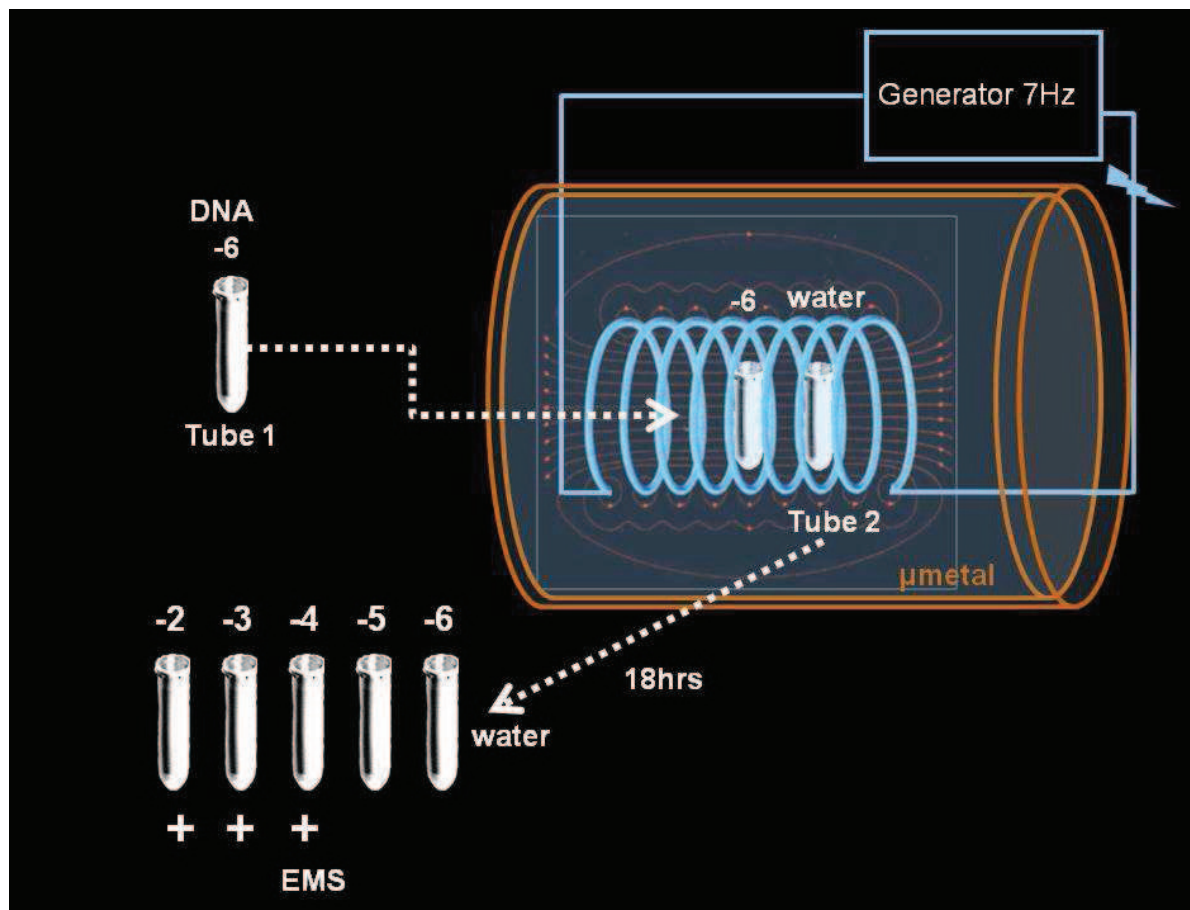 Generator 7Hz
DNA
-6
Tube 1
-6 water
Tube 2
µmetal
18hrs
-2 -3 -4 -5 -6
water
+ + +
EMS